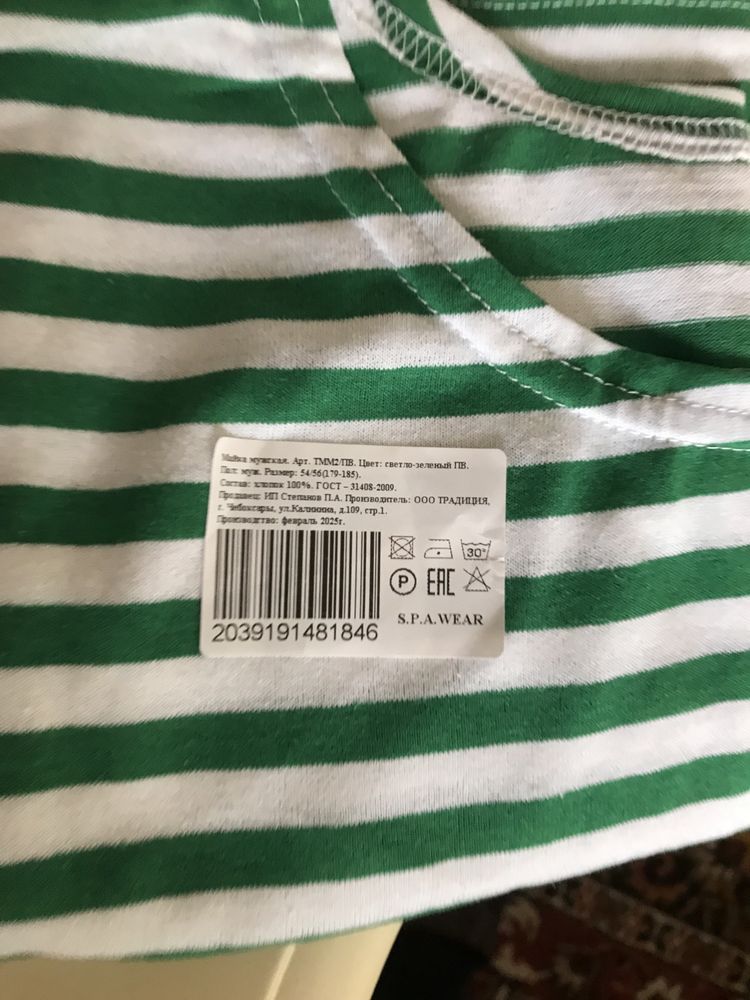 Майка мужская. Арт. ТММ2/ПВ. Цвет: светло-зеленый ПВ.
Пол: муж. Размер: 54/56(179-185).
Состав: хлопок 100%. ГОСТ – 31408-2009.
Продавец: ИП Степанов П.А. Производитель: ООО ТРАДИЦИЯ,
г. Чебоксары, ул.Калинина, д.109, стр.1.
Производство: февраль 2025г.
30°
P EAC
S.P.A.WEAR
2039191481846